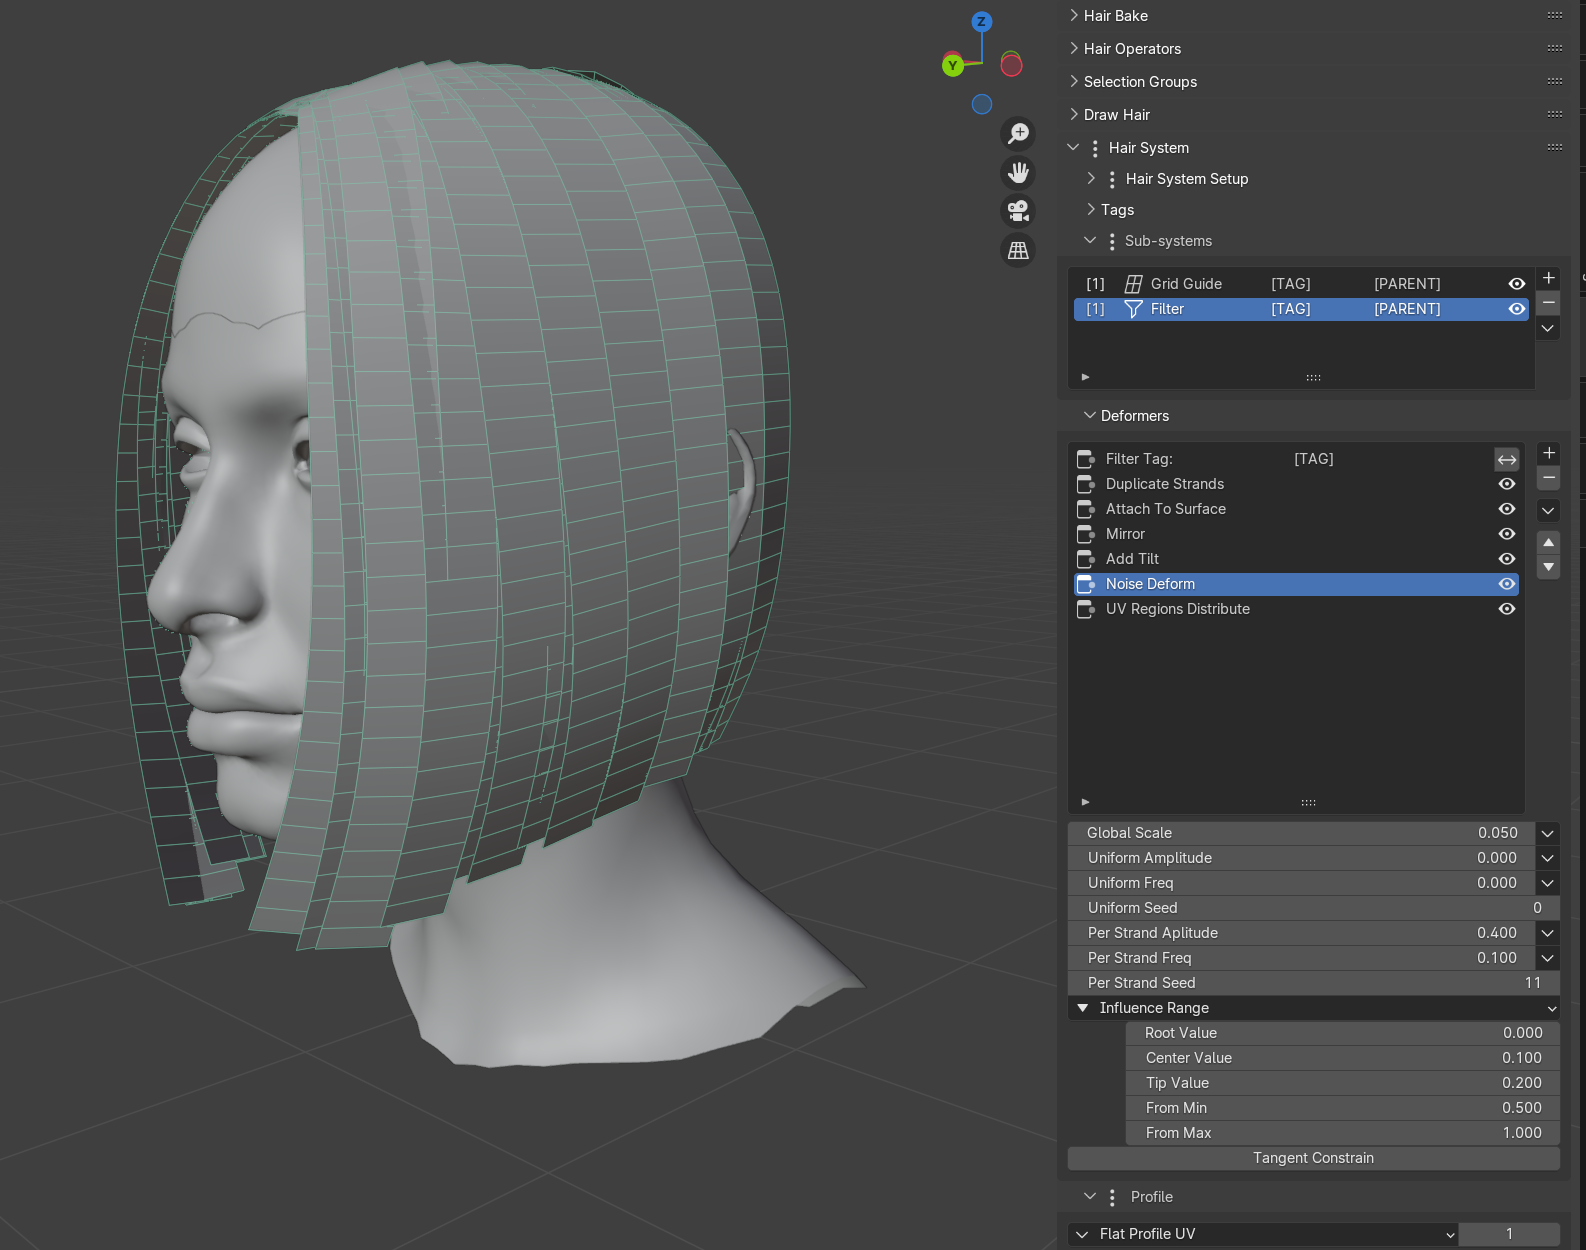 Z
Y
Hair Bake
Hair Operators
Selection Groups
Draw Hair
Hair System
Hair System Setup
Tags
Sub-systems
[1] Grid Guide [TAG] [PARENT]
[1] Filter [TAG] [PARENT]
Deformers
Filter Tag: [TAG]
Duplicate Strands
Attach To Surface
Mirror
Add Tilt
Noise Deform
UV Regions Distribute
Global Scale 0.050
Uniform Amplitude 0.000
Uniform Freq 0.000
Uniform Seed 0
Per Strand Aplitude 0.400
Per Strand Freq 0.100
Per Strand Seed 11
Influence Range
Root Value 0.000
Center Value 0.100
Tip Value 0.200
From Min 0.500
From Max 1.000
Tangent Constrain
Profile
Flat Profile UV 1